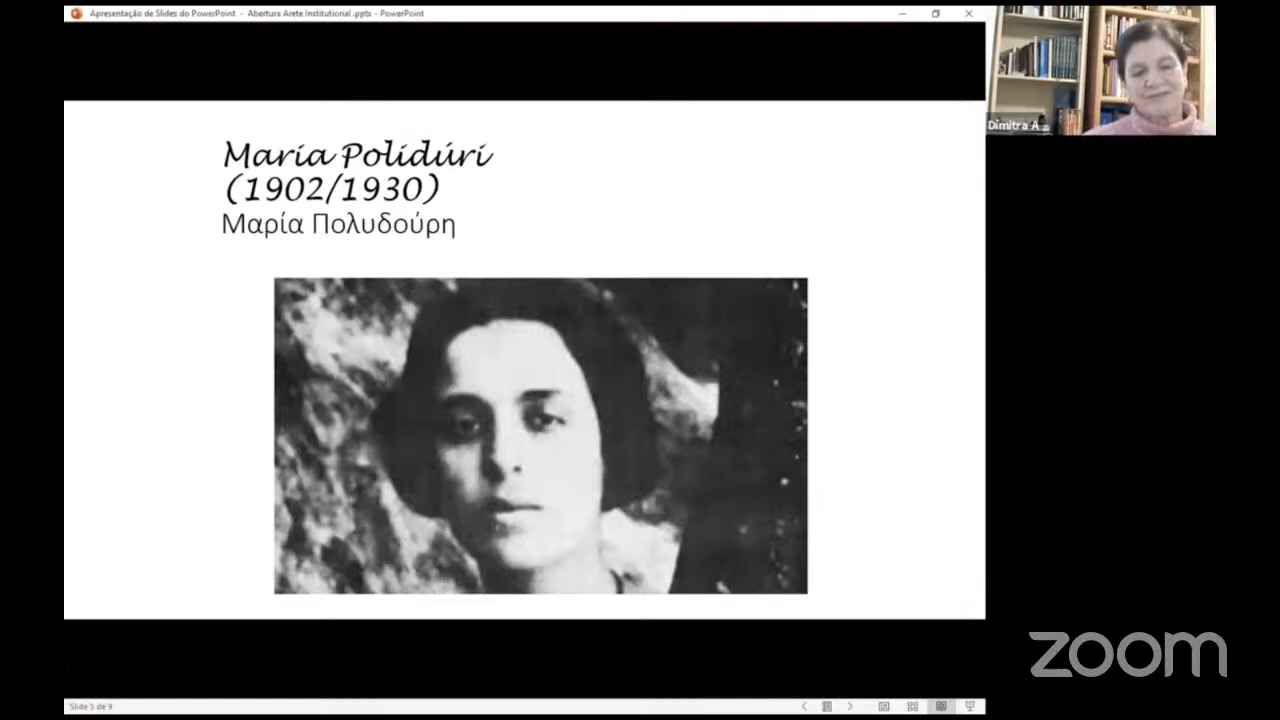 Apresentação de Slides do PowerPoint - Abertura Arete.Institutional .pptx - PowerPoint
Dimitra A...
Maria Polidúri
(1902/1930)
Μαρία Πολυδούρη
zoom
Slide 5 de 9